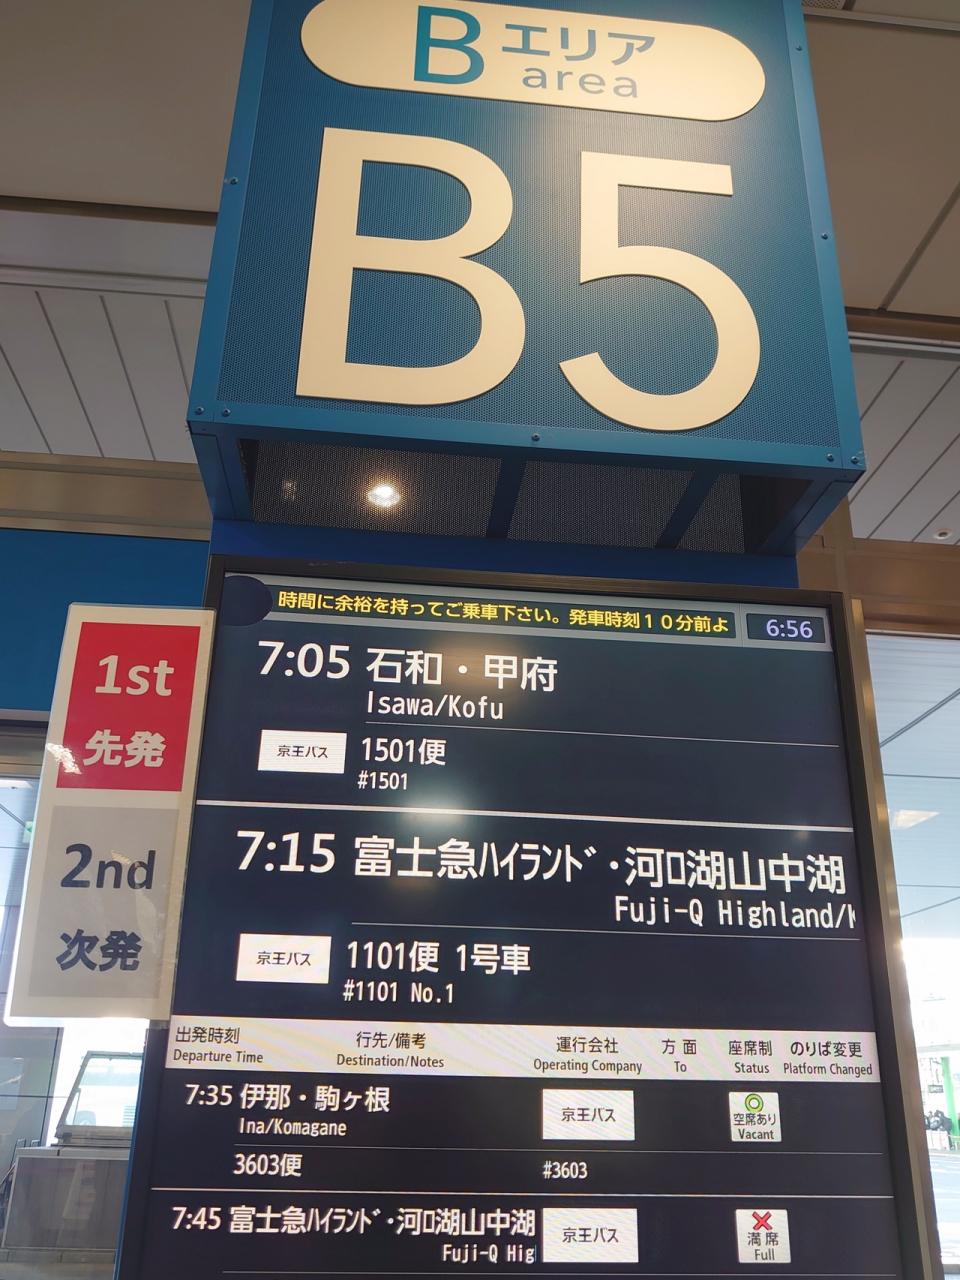 B エリア
area
B5
時間に余裕を持ってご乗車下さい。発車時刻１０分前よ
6:56
1st
先発
7:05 石和・甲府
Isawa/Kofu
京王バス 1501便
#1501
2nd
次発
7:15 富士急ﾊｲﾗﾝﾄﾞ・河口湖山中湖
Fuji-Q Highland/K
京王バス 1101便 1号車
#1101 No.1
出発時刻 行先/備考 運行会社 方面 座席制 のりば変更
Departure Time Destination/Notes Operating Company To Status Platform Changed
7:35 伊那・駒ヶ根 京王バス 空席あり
Ina/Komagane Vacant
3603便 #3603
7:45 富士急ﾊｲﾗﾝﾄﾞ・河口湖山中湖 京王バス 満席
Fuji-Q Hig Full